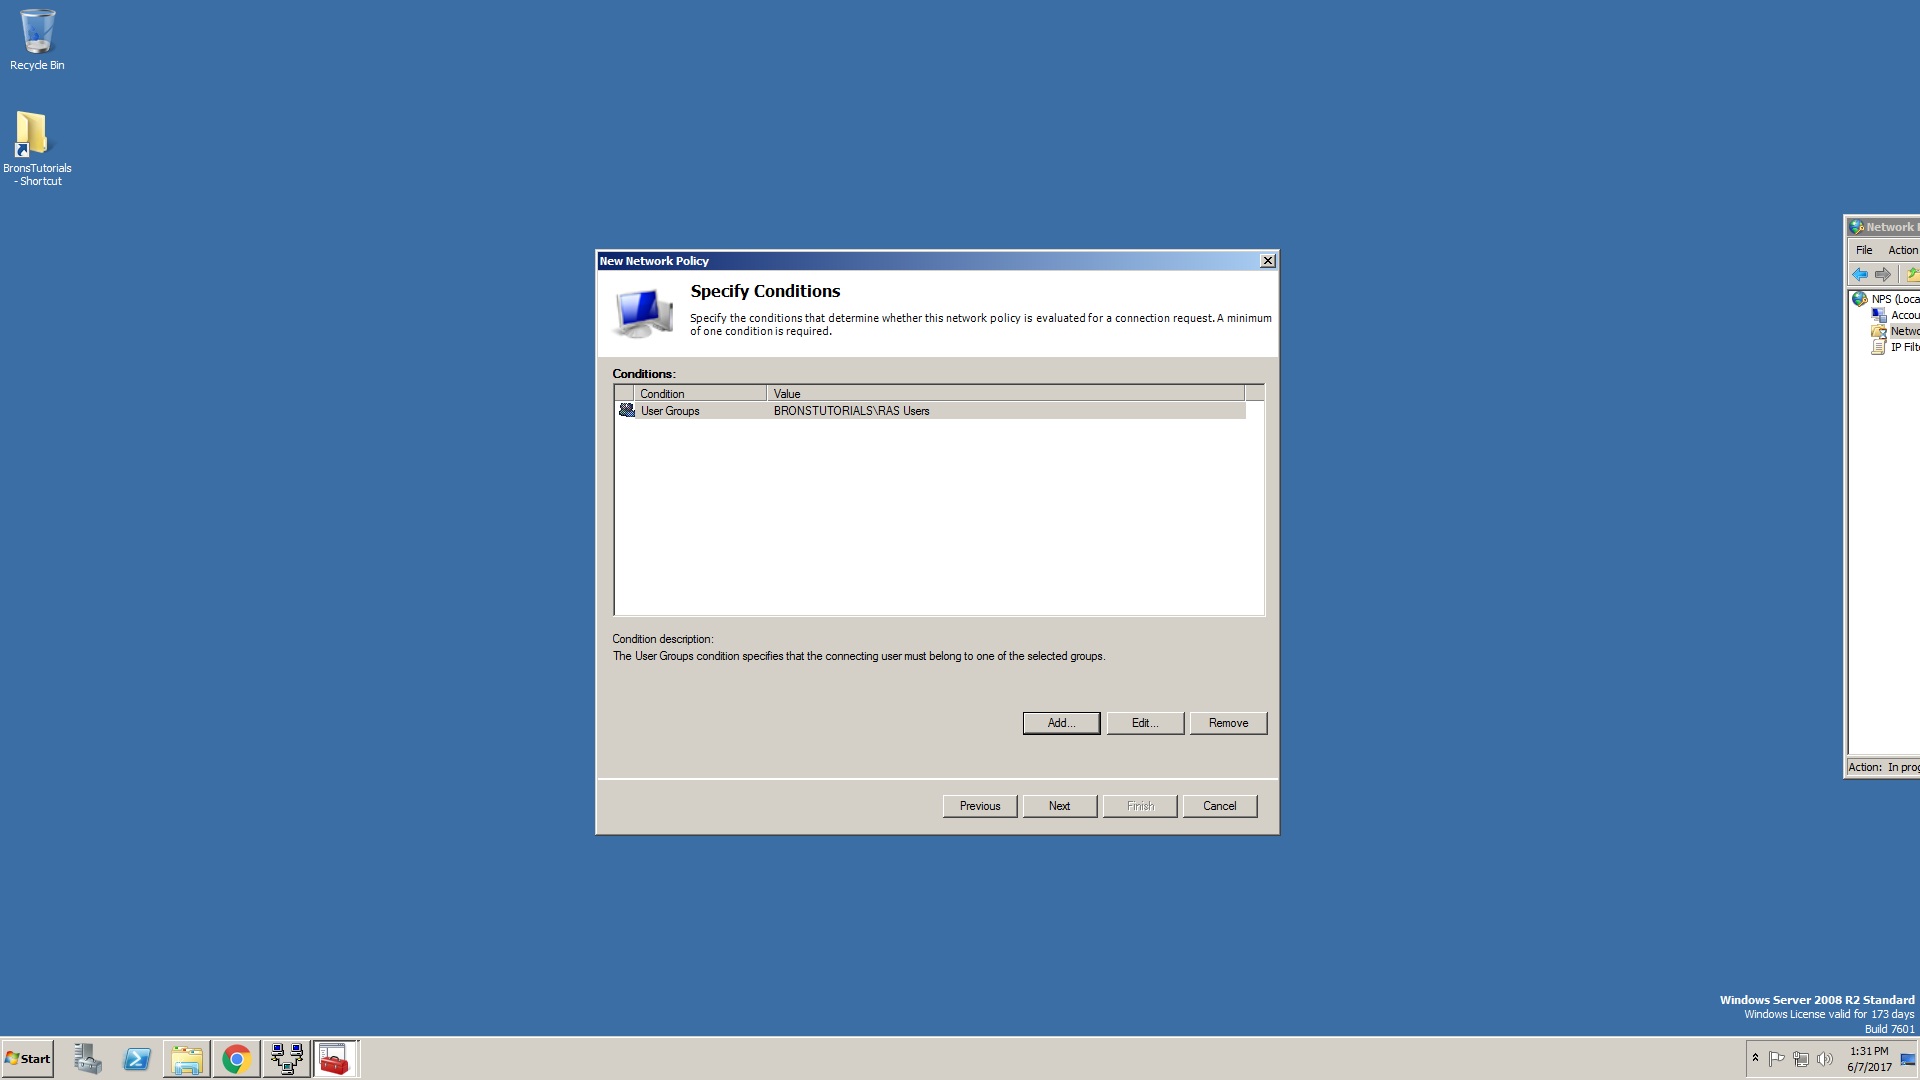 Recycle Bin
BronsTutorials
- Shortcut
New Network Policy
Specify Conditions
Specify the conditions that determine whether this network policy is evaluated for a connection request. A minimum
of one condition is required.
Conditions:
Condition Value
User Groups BRONSTUTORIALS\RAS Users
Condition description:
The User Groups condition specifies that the connecting user must belong to one of the selected groups.
Add... Edit... Remove
Previous Next Finish Cancel
Network P
File Action
NPS (Loca
Accou
Netwo
IP Filte
Action: In prog
Windows Server 2008 R2 Standard
Windows License valid for 173 days
Build 7601
Start
1:31 PM
6/7/2017